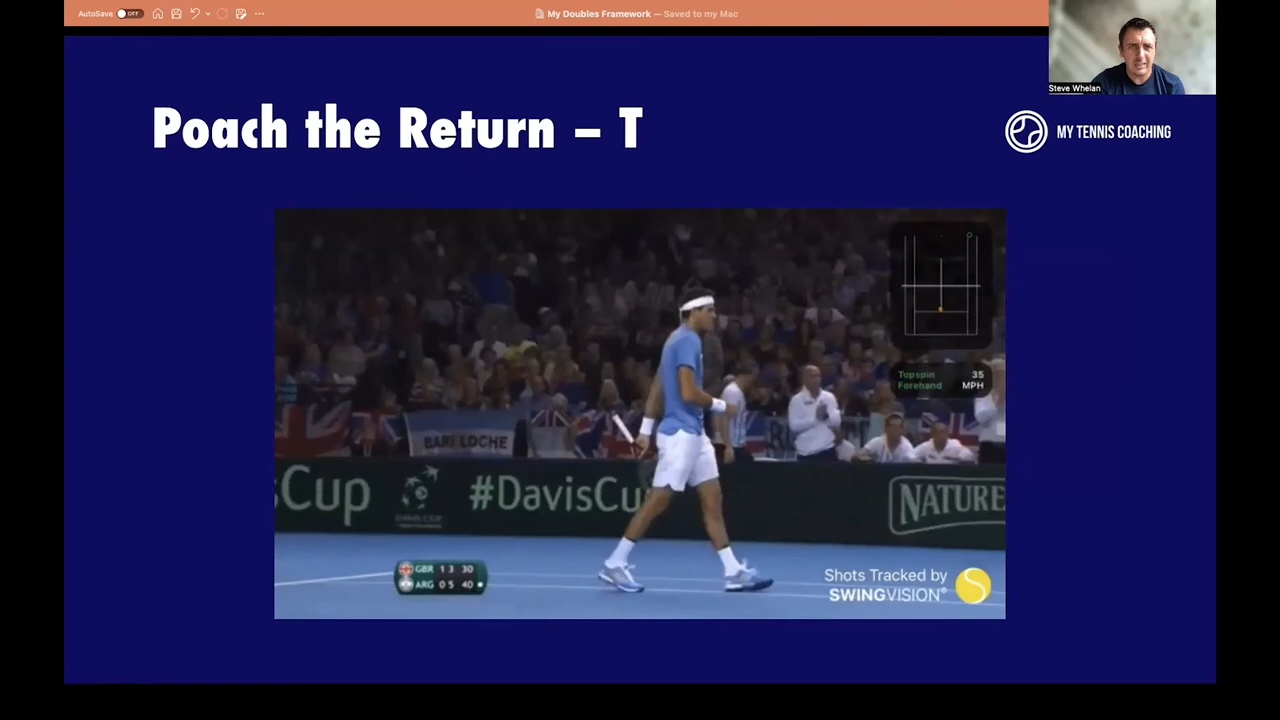 AutoSave OFF
My Doubles Framework — Saved to my Mac
Steve Whelan
Poach the Return – T
MY TENNIS COACHING
Topspin 35
Forehand MPH
BARI LOCHE
sCup
DAVIS CUP
#DavisCu
NATURE
GBR 1 3 30
ARG 0 5 40
Shots Tracked by
SWINGVISION®